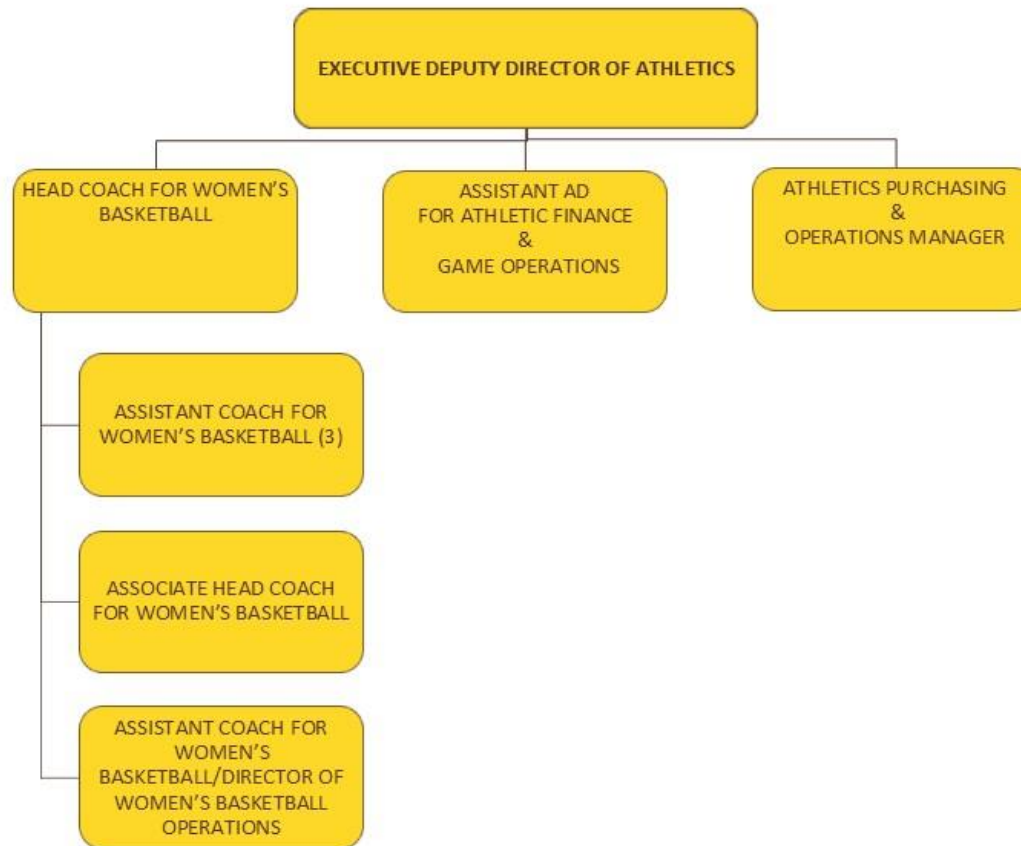 EXECUTIVE DEPUTY DIRECTOR OF ATHLETICS
HEAD COACH FOR WOMEN’S
BASKETBALL
ASSISTANT AD
FOR ATHLETIC FINANCE
&
GAME OPERATIONS
ATHLETICS PURCHASING
&
OPERATIONS MANAGER
ASSISTANT COACH FOR
WOMEN’S BASKETBALL (3)
ASSOCIATE HEAD COACH
FOR WOMEN’S BASKETBALL
ASSISTANT COACH FOR
WOMEN’S
BASKETBALL/DIRECTOR OF
WOMEN’S BASKETBALL
OPERATIONS